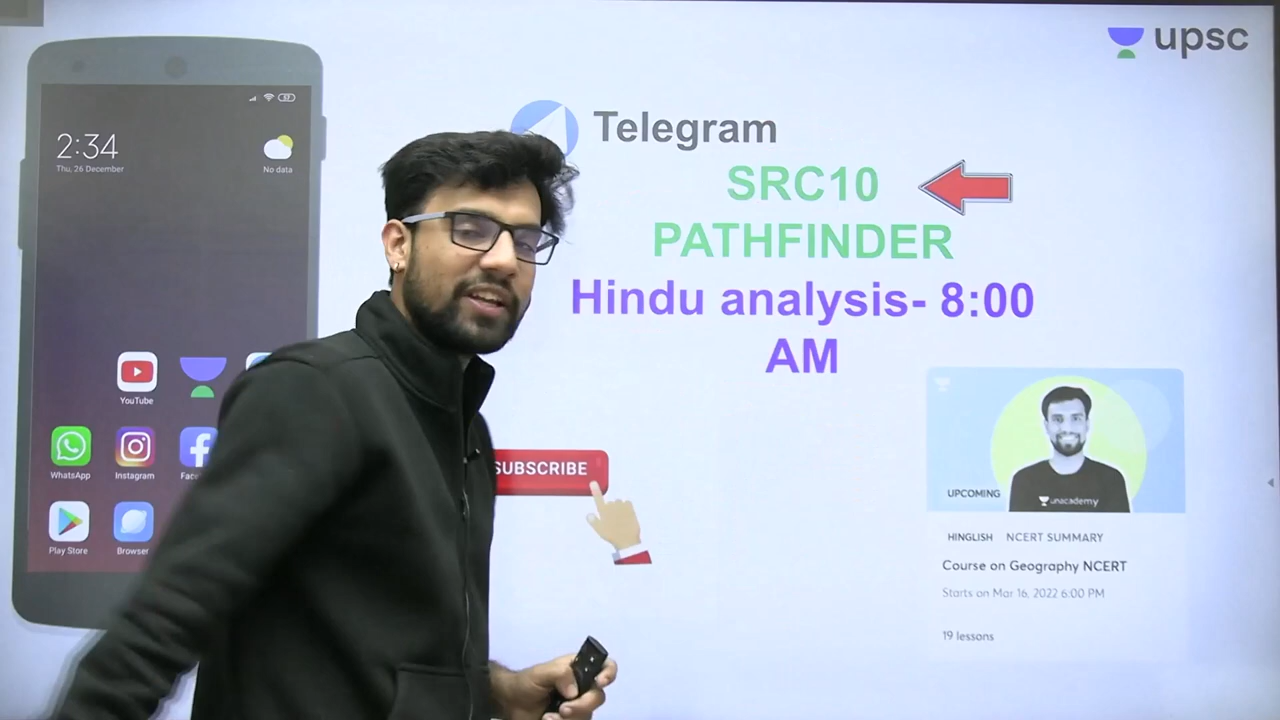 upsc
2:34
Thu, 26 December
No data
YouTube
WhatsApp
Instagram
Play Store
Browser
Telegram
SRC10
PATHFINDER
Hindu analysis- 8:00
AM
SUBSCRIBE
UPCOMING
unacademy
HINGLISH NCERT SUMMARY
Course on Geography NCERT
Starts on Mar 16, 2022 6:00 PM
19 lessons